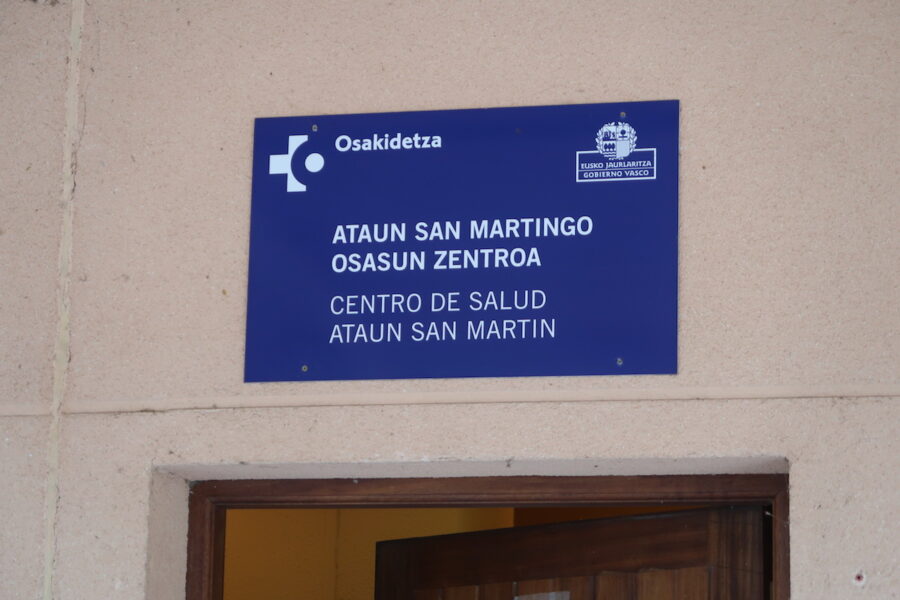 Osakidetza
EUSKO JAURLARITZA
GOBIERNO VASCO
ATAUN SAN MARTINGO
OSASUN ZENTROA
CENTRO DE SALUD
ATAUN SAN MARTIN